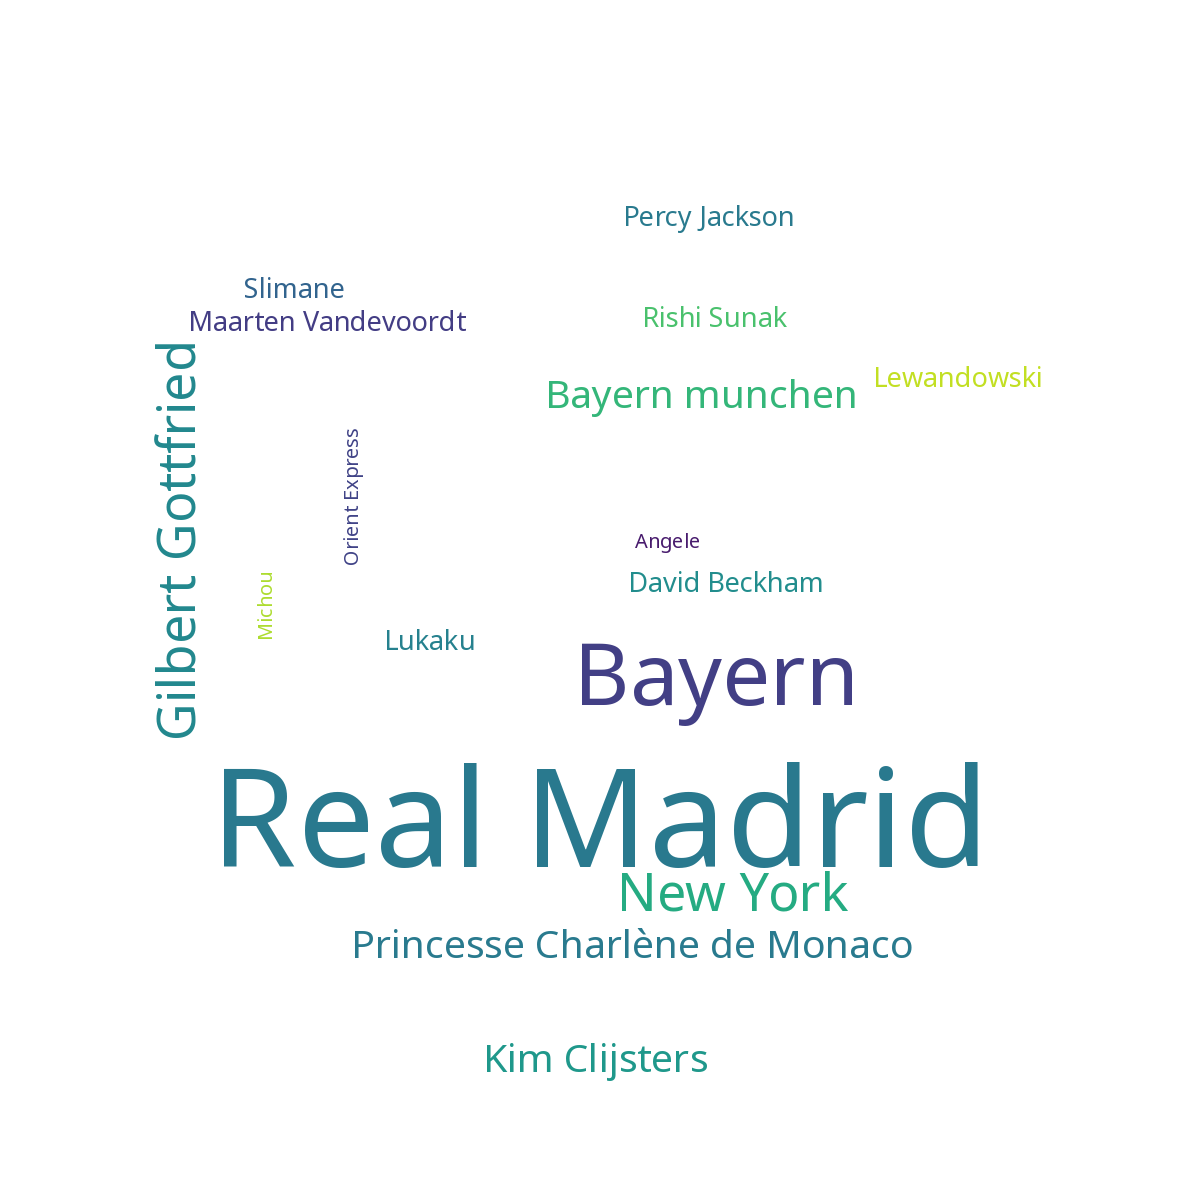 Percy Jackson
Slimane
Rishi Sunak
Maarten Vandevoordt
Lewandowski
Bayern munchen
Gilbert Gottfried
Orient Express
Angele
David Beckham
Michou
Lukaku
Bayern
Real Madrid
New York
Princesse Charlène de Monaco
Kim Clijsters